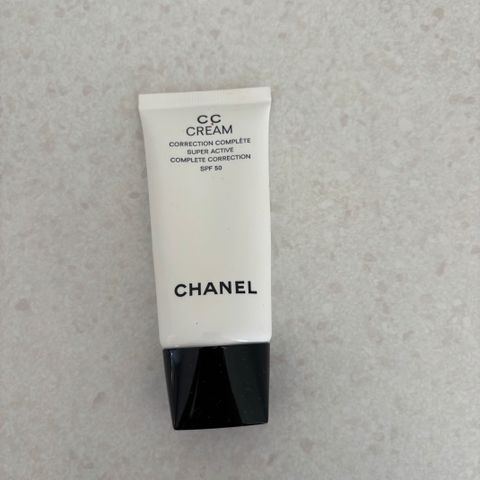 CC
CREAM
CORRECTION COMPLÈTE
SUPER ACTIVE
COMPLETE CORRECTION
SPF 50
CHANEL